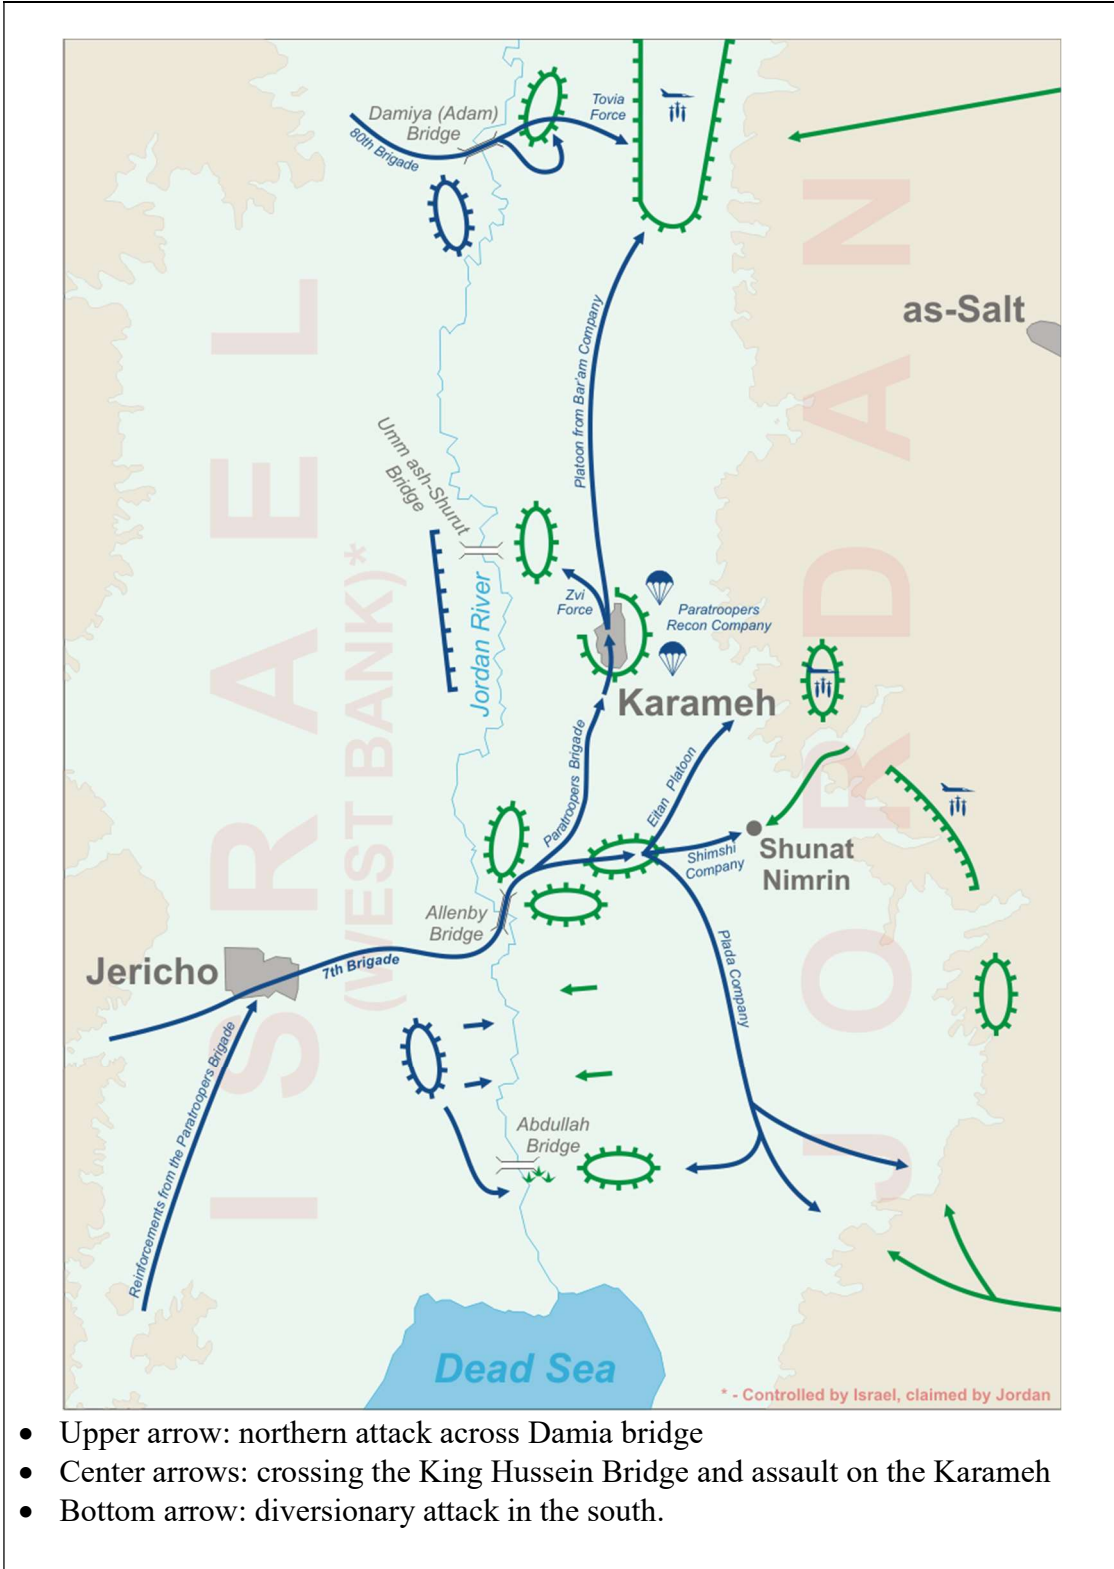 Damiya (Adam)
Bridge
80th Brigade
Tovia
Force
as-Salt
Platoon from Bar'am Company
Umm ash-Shurut
Bridge
Jordan River
Zvi
Force
Paratroopers
Recon Company
Karameh
Paratroopers Brigade
Eitan Platoon
Shimshi
Company
Shunat
Nimrin
Allenby
Bridge
Jericho
7th Brigade
Plada Company
Reinforcements from the Paratroopers Brigade
Abdullah
Bridge
ISRAEL
(WEST BANK)*
JORDAN
Dead Sea
* - Controlled by Israel, claimed by Jordan
• Upper arrow: northern attack across Damia bridge
• Center arrows: crossing the King Hussein Bridge and assault on the Karameh
• Bottom arrow: diversionary attack in the south.